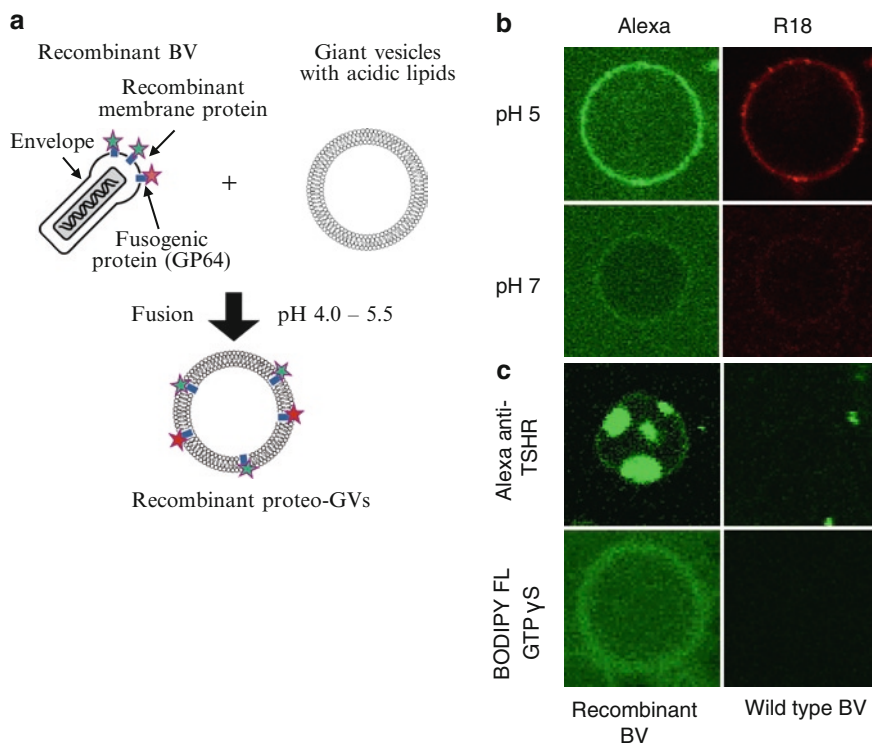 a
Recombinant BV
Recombinant
membrane protein
Envelope
Fusogenic
protein (GP64)
+
Giant vesicles
with acidic lipids
Fusion
pH 4.0 – 5.5
Recombinant proteo-GVs
b
Alexa
R18
pH 5
pH 7
c
Alexa anti-
TSHR
BODIPY FL
GTP γS
Recombinant
BV
Wild type BV